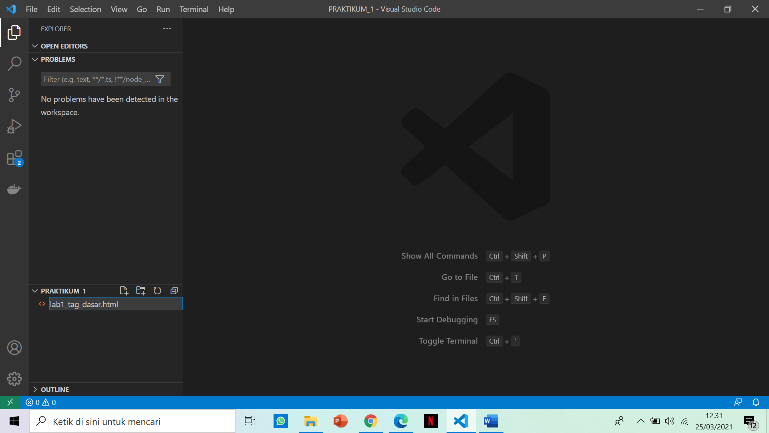 File Edit Selection View Go Run Terminal Help
PRAKTIKUM_1 - Visual Studio Code
EXPLORER
OPEN EDITORS
PROBLEMS
Filter (e.g. text, **/*.ts, !**/node_...
No problems have been detected in the
workspace.
2
Show All Commands Ctrl + Shift + P
Go to File Ctrl + T
Find in Files Ctrl + Shift + F
Start Debugging F5
Toggle Terminal Ctrl + `
PRAKTIKUM_1
lab1_tag_dasar.html
OUTLINE
0 0
Ketik di sini untuk mencari
12.31
25/03/2021
12